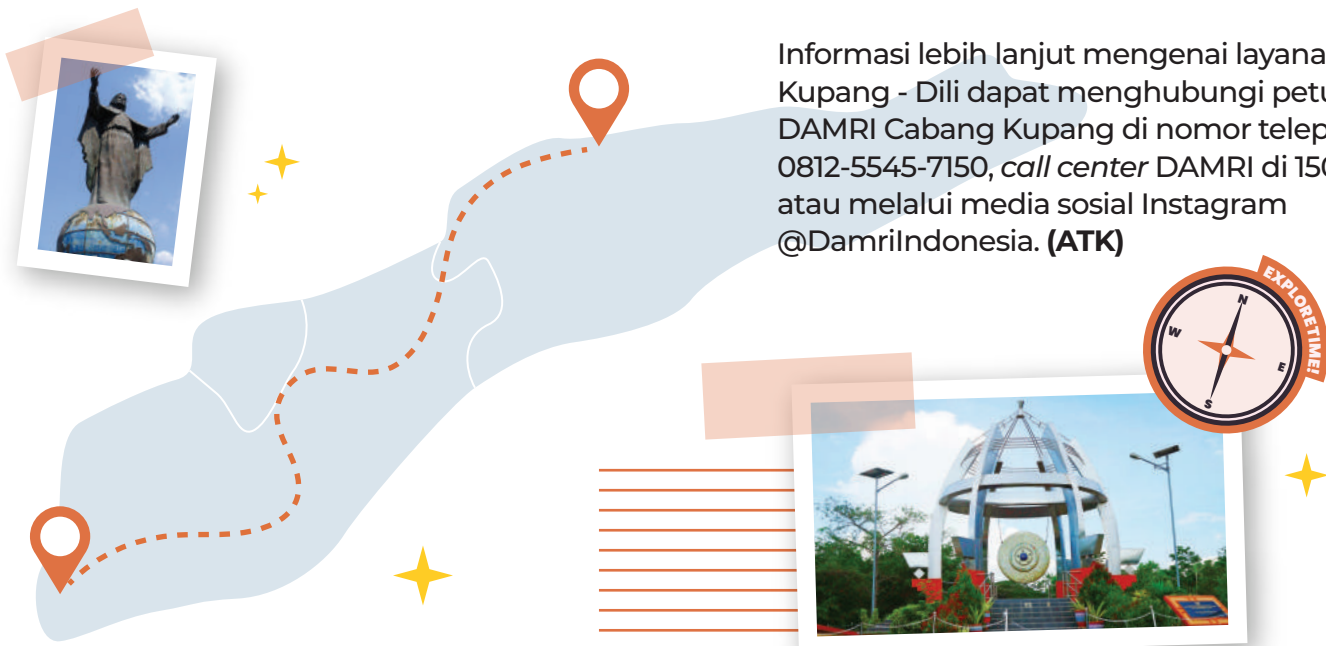 Informasi lebih lanjut mengenai layana
Kupang - Dili dapat menghubungi petu
DAMRI Cabang Kupang di nomor telep
0812-5545-7150, call center DAMRI di 150
atau melalui media sosial Instagram
@DamriIndonesia. (ATK)
EXPLORETIME!
N
W
E
S